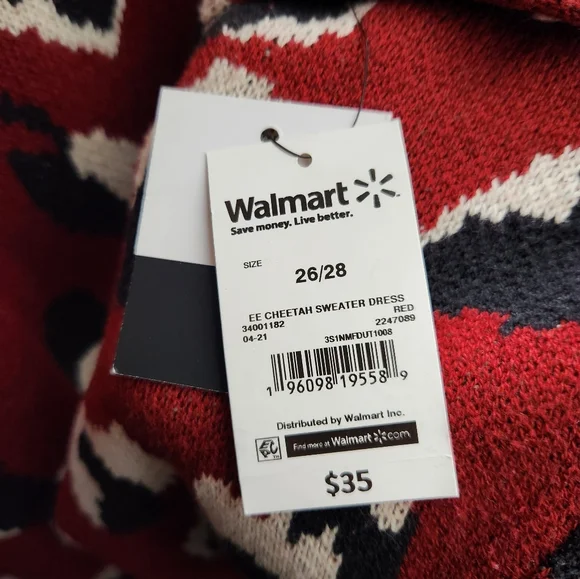 Walmart
Save money. Live better.
SIZE
26/28
EE CHEETAH SWEATER DRESS
34001182 RED
04-21 2247089
3S1NMFDUT1008
1 96098 19558 9
Distributed by Walmart Inc.
Find more at Walmart.com
$35